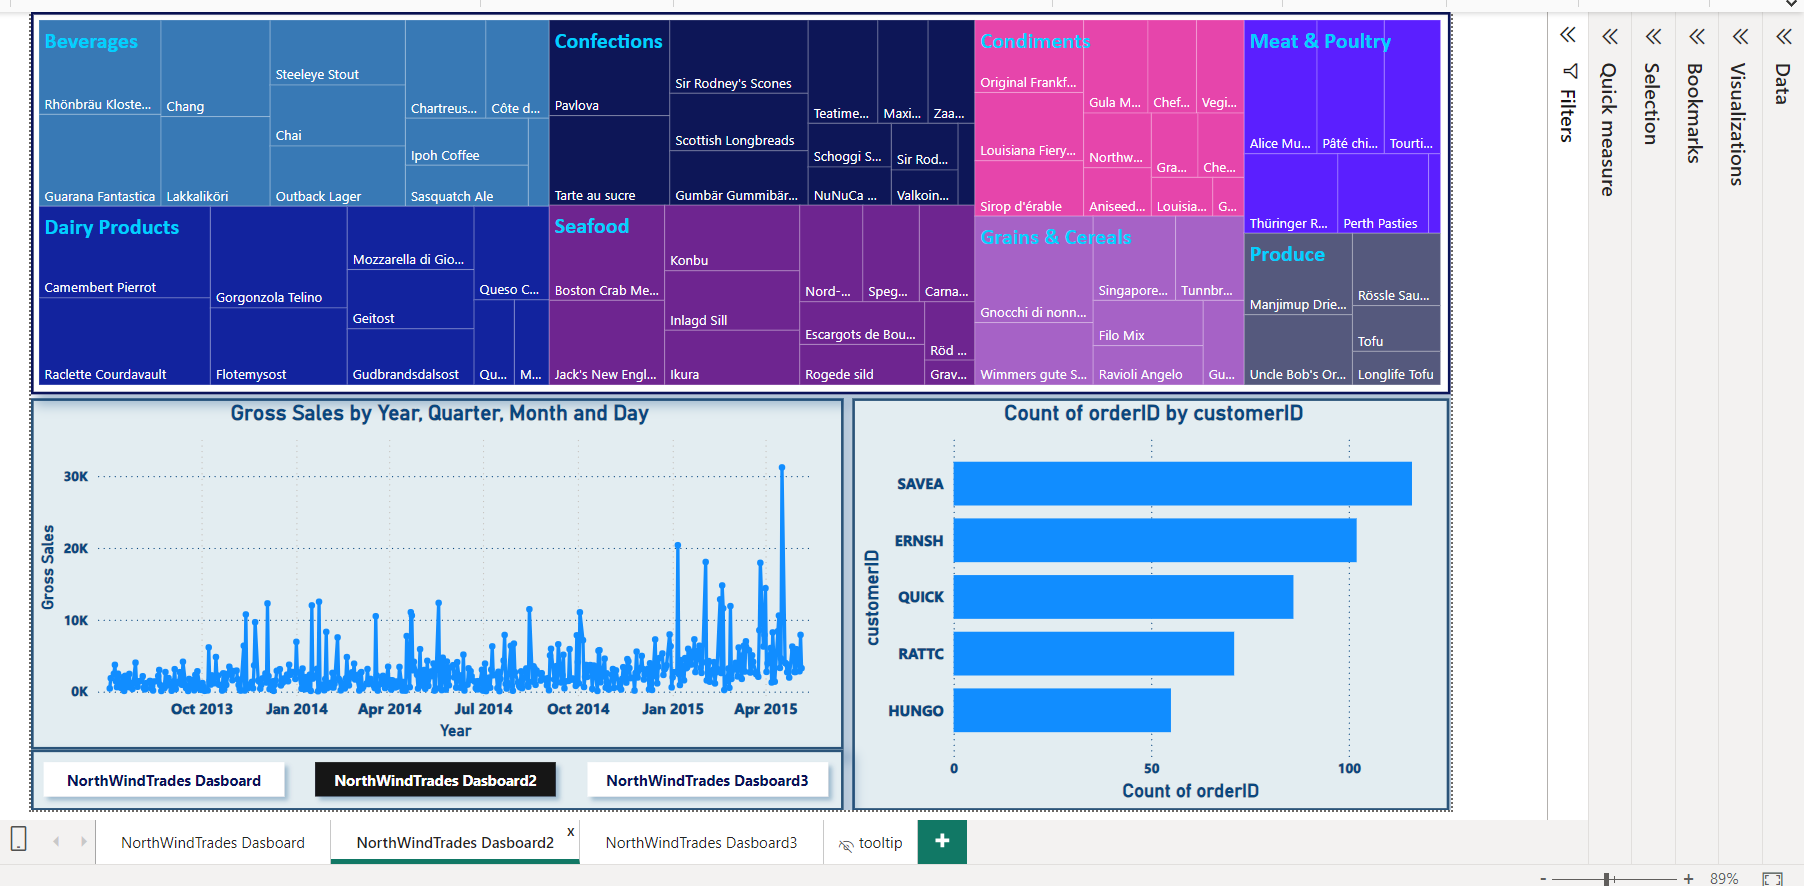 Beverages
Rhönbräu Kloste...
Chang
Steeleye Stout
Chai
Chartreus...
Côte d...
Ipoh Coffee
Guarana Fantastica
Lakkalikööri
Outback Lager
Sasquatch Ale
Confections
Pavlova
Sir Rodney's Scones
Scottish Longbreads
Teatime...
Maxi...
Zaa...
Schoggi S...
Sir Rod...
Tarte au sucre
Gumbär Gummibär...
NuNuCa ...
Valkoin...
Condiments
Original Frankf...
Gula M...
Chef...
Vegi...
Louisiana Fiery...
Northw...
Gra...
Che...
Sirop d'érable
Aniseed...
Louisia...
G...
Meat & Poultry
Alice Mu...
Pâté chi...
Tourti...
Thüringer R...
Perth Pasties
Dairy Products
Camembert Pierrot
Gorgonzola Telino
Mozzarella di Gio...
Geitost
Queso C...
Raclette Courdavault
Flotemysost
Gudbrandsdalsost
Qu...
M...
Seafood
Boston Crab Me...
Konbu
Inlagd Sill
Nord-...
Speg...
Carna...
Escargots de Bou...
Röd ...
Jack's New Engl...
Ikura
Rogede sild
Grav...
Grains & Cereals
Gnocchi di nonn...
Singapore...
Tunnbr...
Filo Mix
Wimmers gute S...
Ravioli Angelo
Gu...
Produce
Manjimup Drie...
Rössle Sau...
Tofu
Uncle Bob's Or...
Longlife Tofu
Filters
Quick measure
Selection
Bookmarks
Visualizations
Data
Gross Sales by Year, Quarter, Month and Day
Gross Sales
30K
20K
10K
0K
Oct 2013
Jan 2014
Apr 2014
Jul 2014
Oct 2014
Jan 2015
Apr 2015
Year
Count of orderID by customerID
customerID
SAVEA
ERNSH
QUICK
RATTC
HUNGO
0
50
100
Count of orderID
NorthWindTrades Dasboard
NorthWindTrades Dasboard2
NorthWindTrades Dasboard3
NorthWindTrades Dasboard
NorthWindTrades Dasboard2
x
NorthWindTrades Dasboard3
tooltip
+
- + 89%